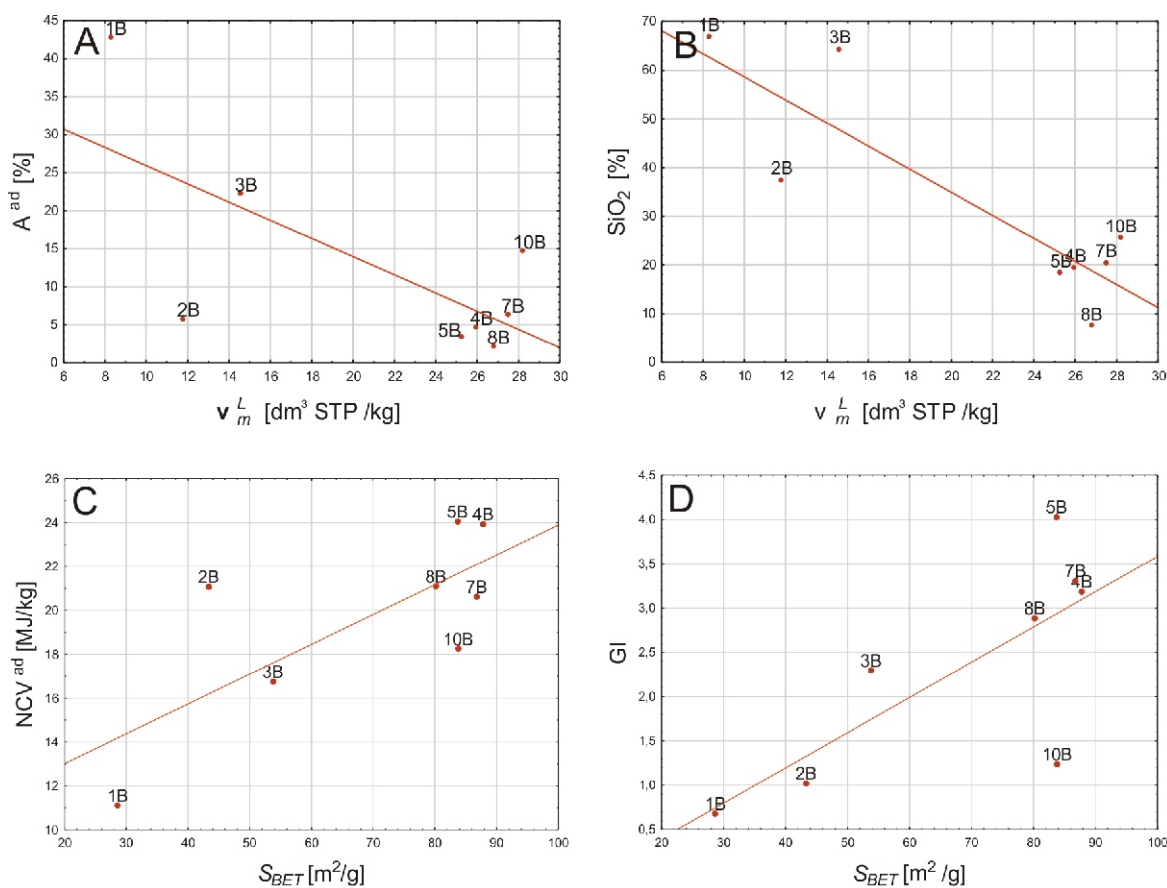 A
A ad [%]
45
40
35
30
25
20
15
10
5
0
1B
3B
10B
2B
7B
4B
5B
8B
6 8 10 12 14 16 18 20 22 24 26 28 30
v L m [dm³ STP /kg]
B
SiO₂ [%]
70
60
50
40
30
20
10
0
1B
3B
2B
10B
7B
4B
5B
8B
6 8 10 12 14 16 18 20 22 24 26 28 30
v L m [dm³ STP /kg]
C
NCV ad [MJ/kg]
26
24
22
20
18
16
14
12
10
5B 4B
2B
8B
7B
10B
3B
1B
20 30 40 50 60 70 80 90 100
S_BET [m²/g]
D
GI
4,5
4,0
3,5
3,0
2,5
2,0
1,5
1,0
0,5
5B
7B
4B
8B
3B
10B
2B
1B
20 30 40 50 60 70 80 90 100
S_BET [m² /g]